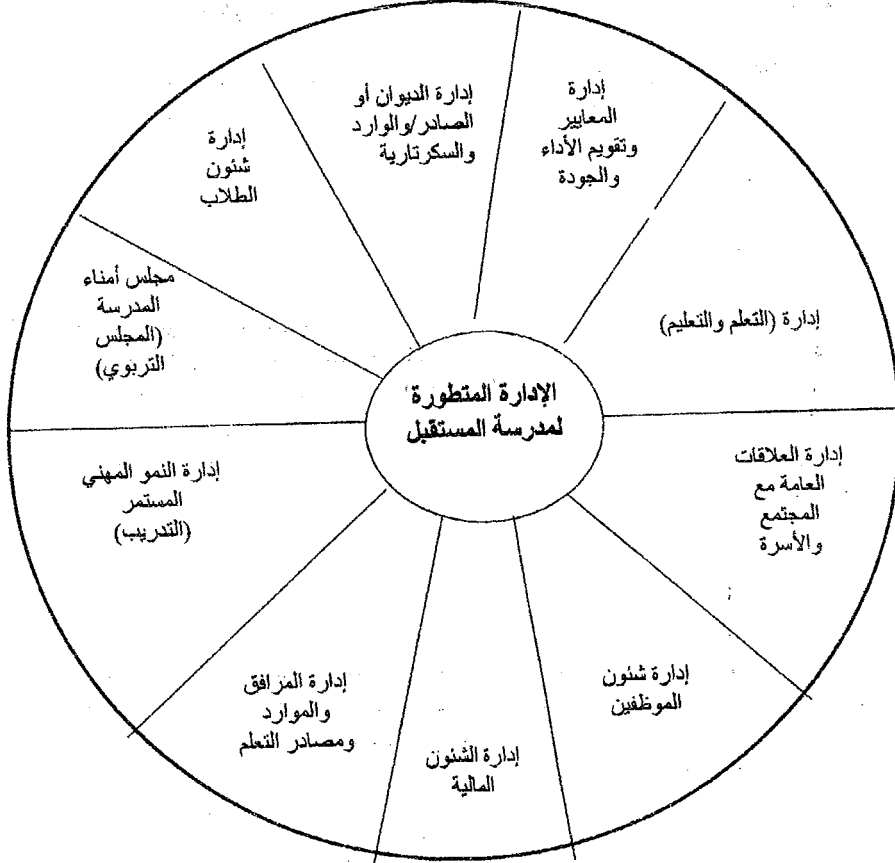 إدارة
المعايير
وتقويم الأداء
والجودة
إدارة الديوان أو
الصادر/والوارد
والسكرتارية
إدارة
شئون
الطلاب
مجلس أمناء
المدرسة
(المجلس
التربوي)
إدارة (التعلم والتعليم)
الإدارة المتطورة
لمدرسة المستقبل
إدارة العلاقات
العامة مع
المجتمع
والأسرة
إدارة النمو المهني
المستمر
(التدريب)
إدارة شئون
الموظفين
إدارة المرافق
والموارد
ومصادر التعلم
إدارة الشئون
المالية